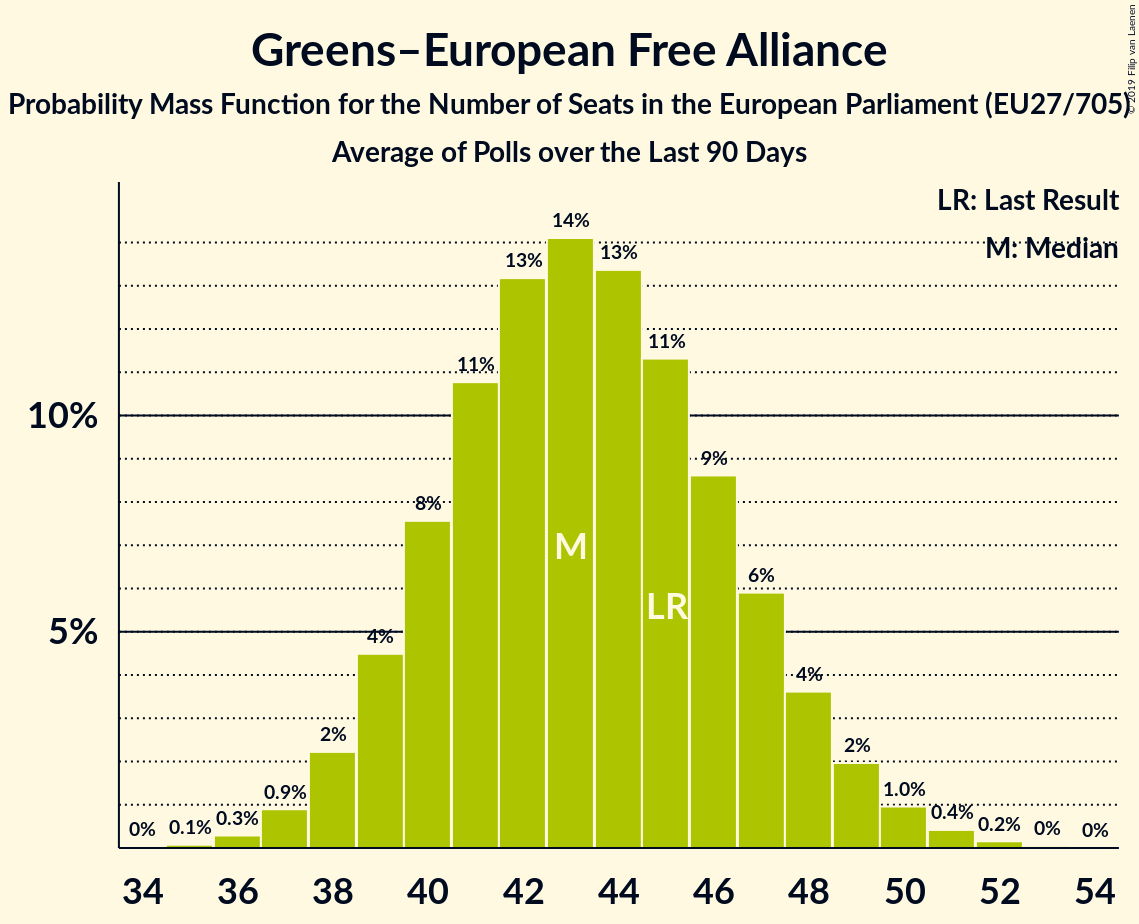 Greens–European Free Alliance
Probability Mass Function for the Number of Seats in the European Parliament (EU27/705)
Average of Polls over the Last 90 Days
© 2019 Filip van Laenen
LR: Last Result
M: Median
10%
5%
0%
0.1%
0.3%
0.9%
2%
4%
8%
11%
13%
14%
13%
11%
9%
6%
4%
2%
1.0%
0.4%
0.2%
0%
0%
M
LR
34 36 38 40 42 44 46 48 50 52 54